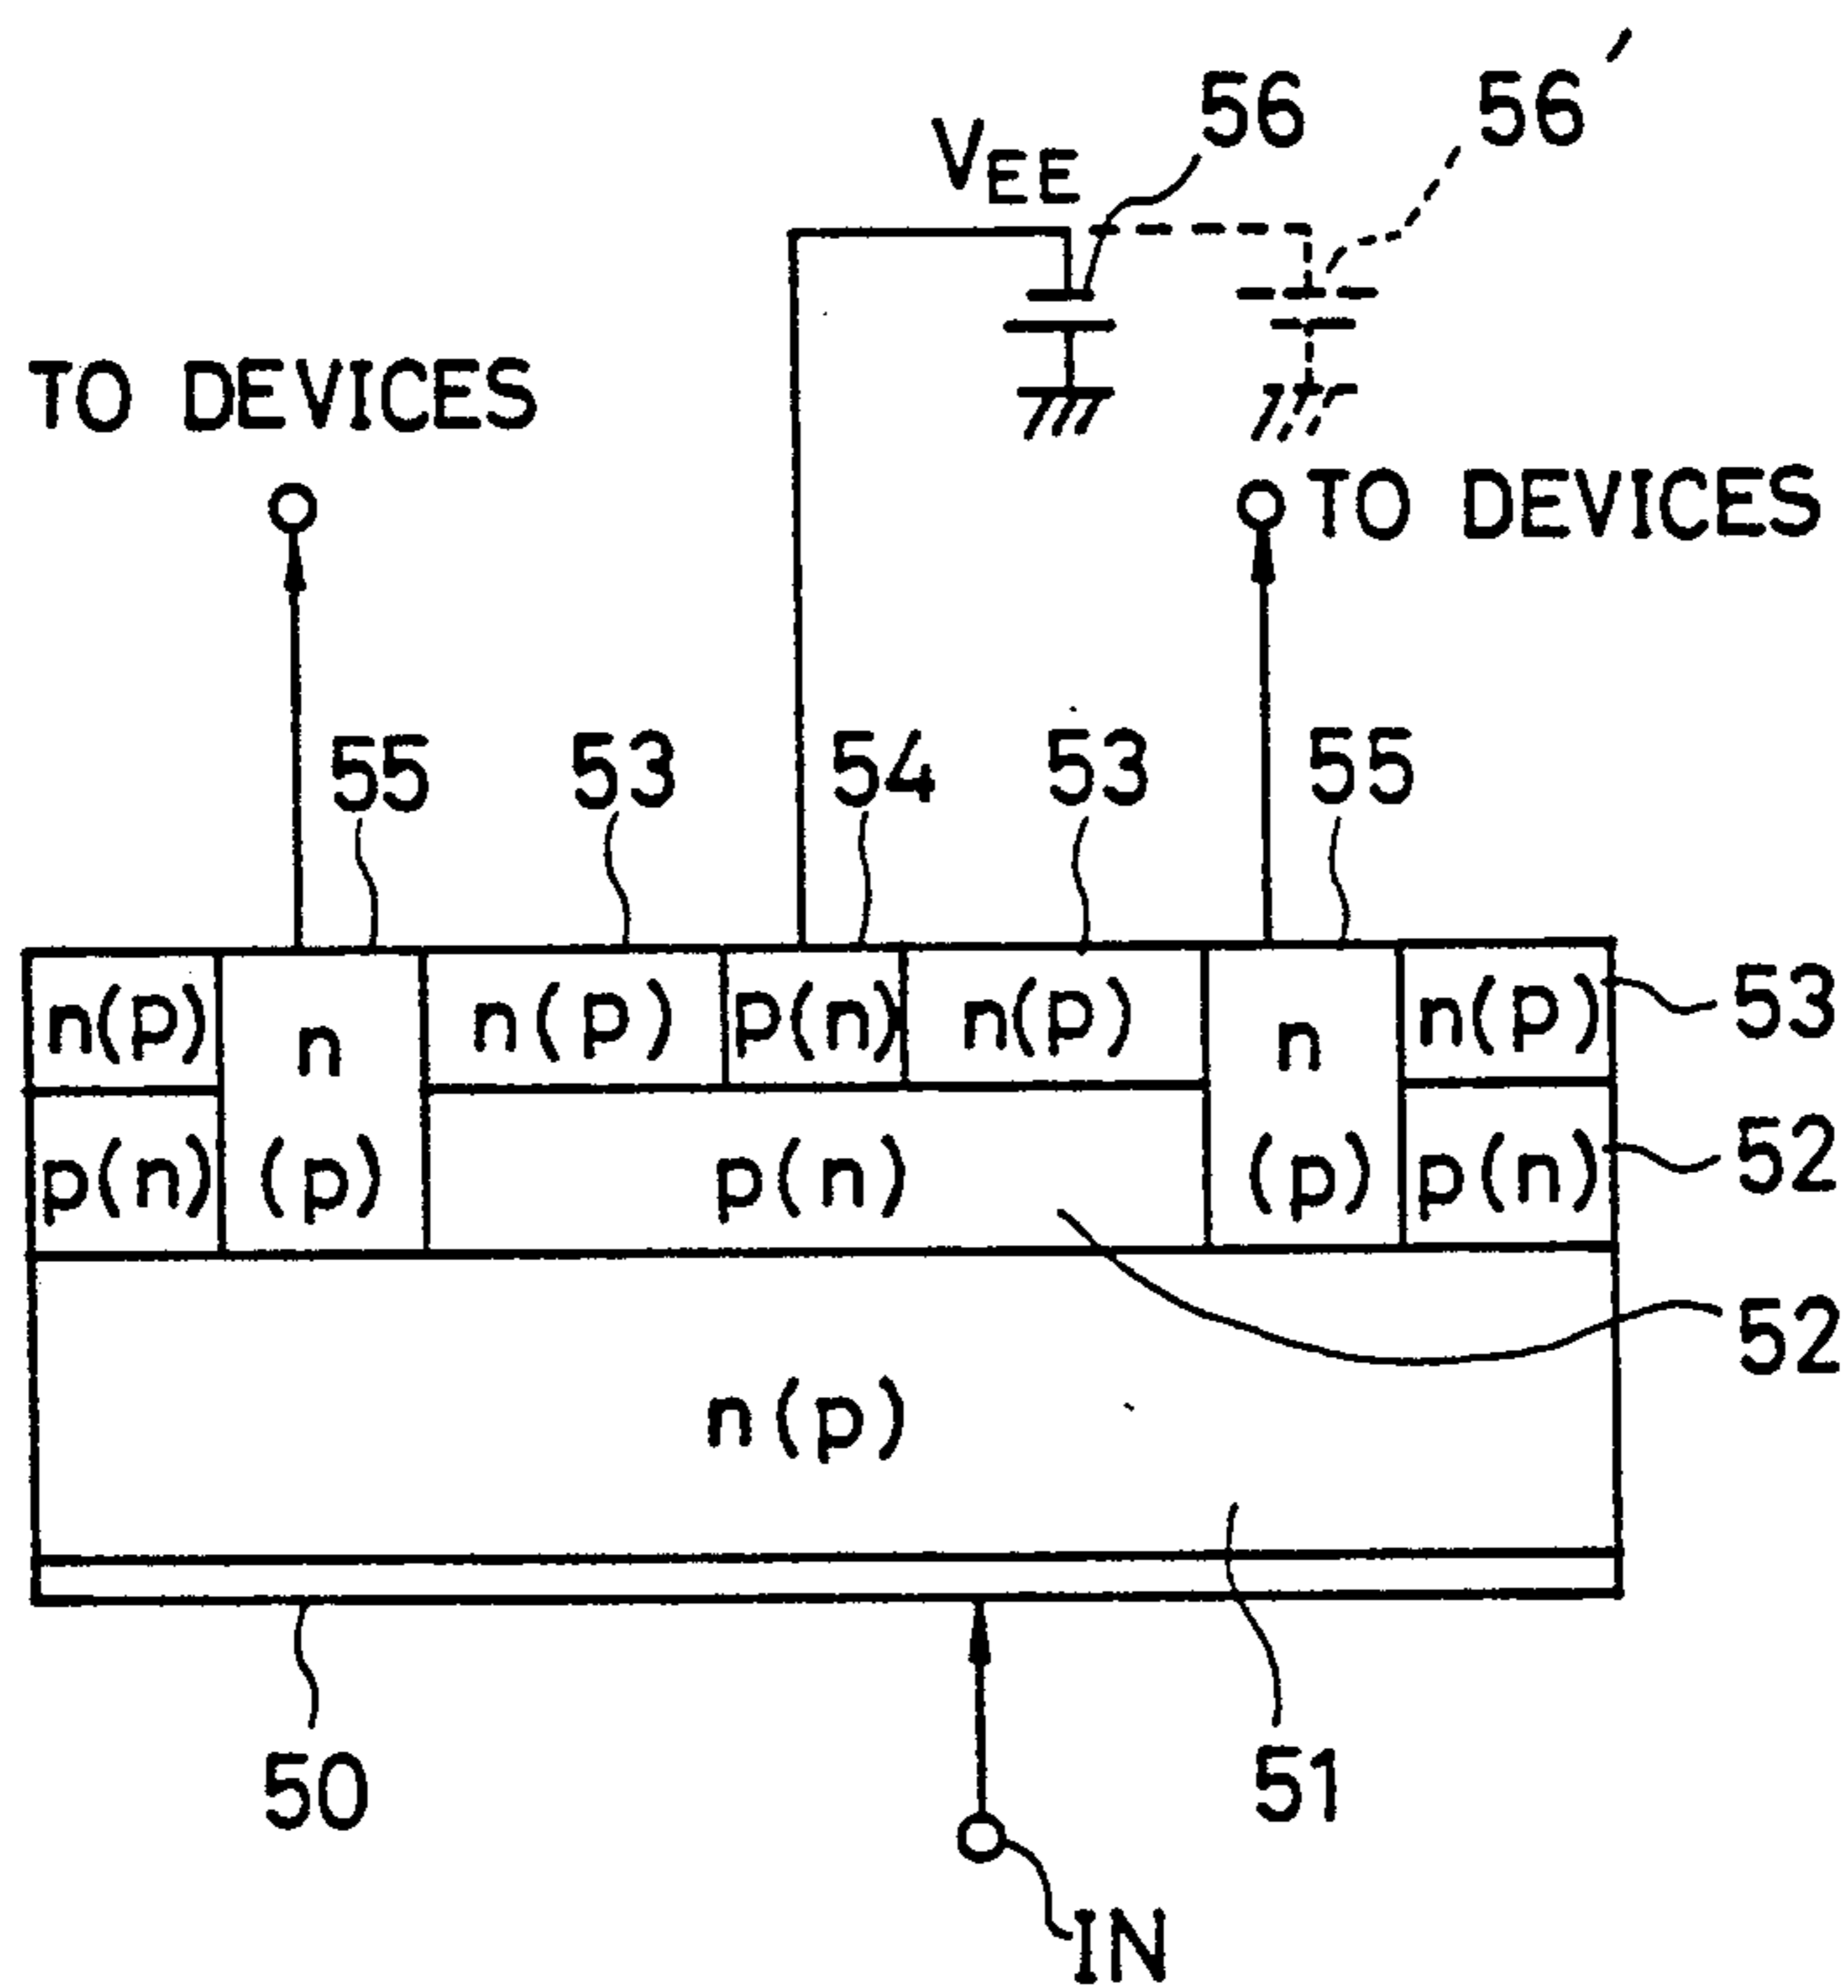 56 56'
VEE
TO DEVICES
TO DEVICES
55 53 54 53 55
n(p) n n(p) p(n) n(p) n n(p) 53
p(n) (p) p(n) (p) p(n) 52
52
n(p)
50 51
IN